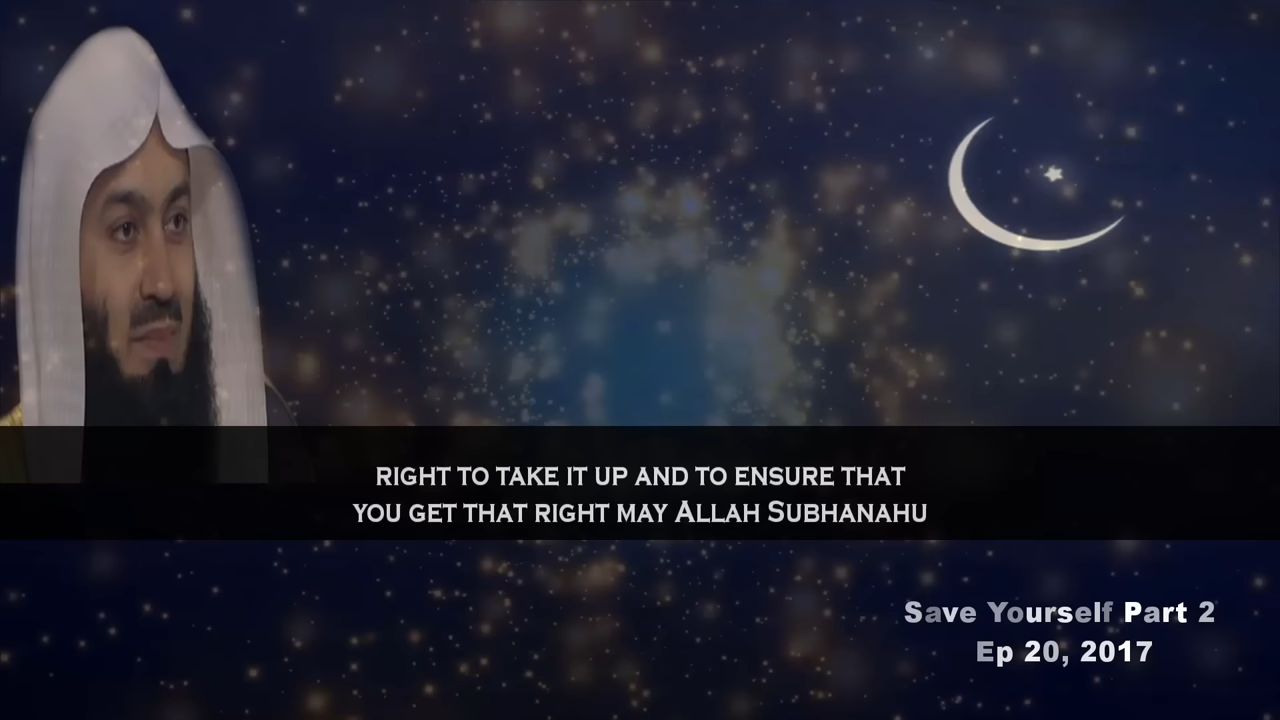 RIGHT TO TAKE IT UP AND TO ENSURE THAT
YOU GET THAT RIGHT MAY ALLAH SUBHANAHU
Save Yourself Part 2
Ep 20, 2017